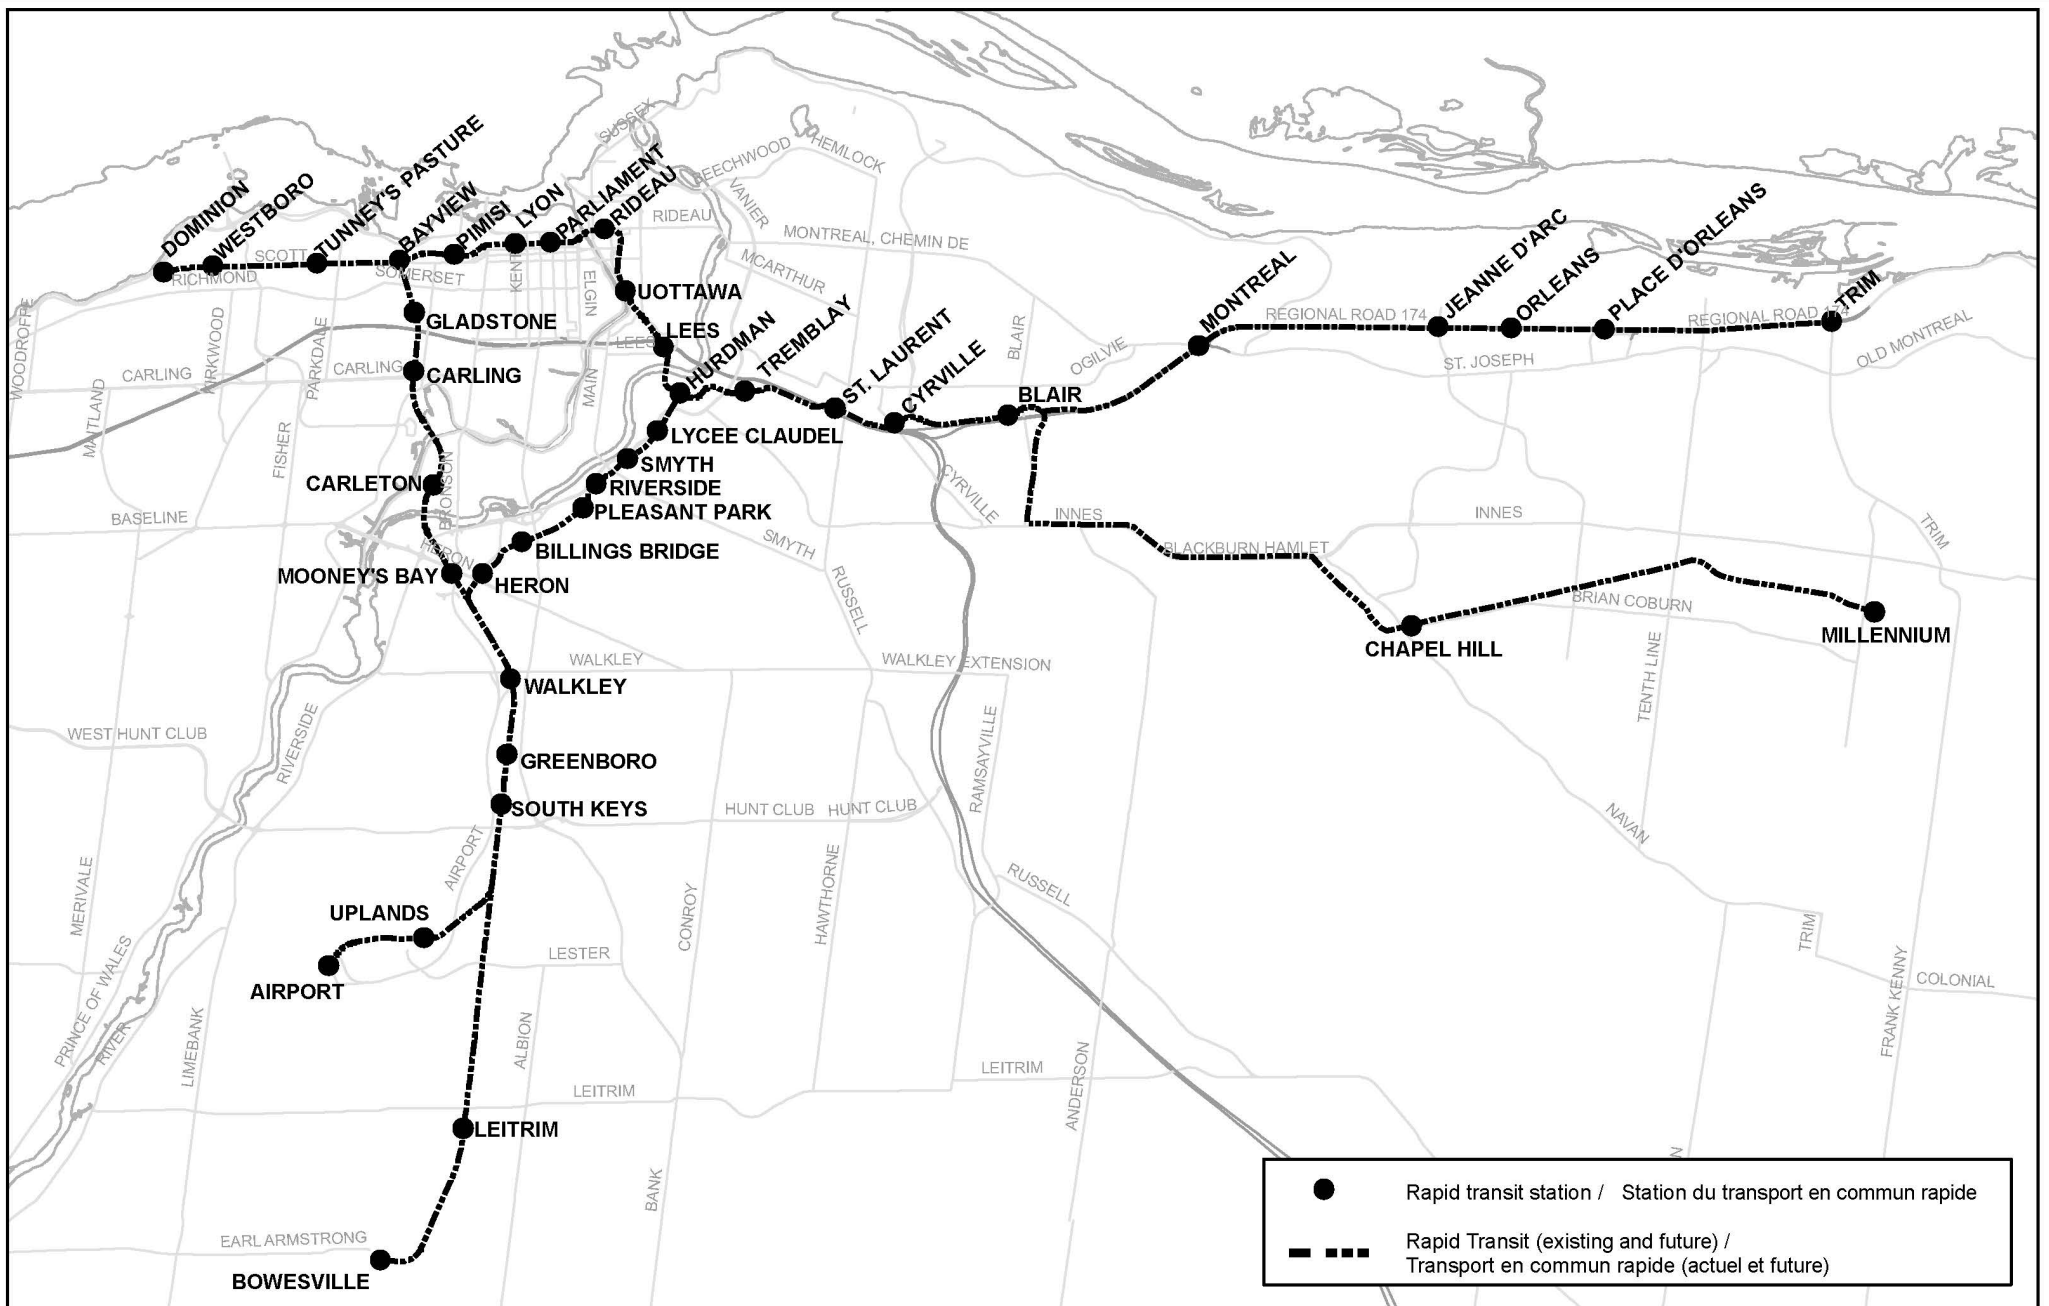 SUSSEX
HEMLOCK
BEECHWOOD
VANIER
DOMINION
WESTBORO
TUNNEY'S PASTURE
BAYVIEW
PIMISI
LYON
PARLIAMENT
RIDEAU
RIDEAU
MONTREAL, CHEMIN DE
MCARTHUR
SCOTT
RICHMOND
SOMERSET
KENT
ELGIN
UOTTAWA
GLADSTONE
LEES
LEES
HURDMAN
TREMBLAY
ST. LAURENT
CYRVILLE
BLAIR
BLAIR
OGILVIE
MONTREAL
REGIONAL ROAD 174
JEANNE D'ARC
ORLEANS
PLACE D'ORLEANS
REGIONAL ROAD 174
TRIM
OLD MONTREAL
ST. JOSEPH
WOODROFFE
CARLING
KIRKWOOD
PARKDALE
CARLING
CARLING
MAIN
MAITLAND
FISHER
LYCEE CLAUDEL
SMYTH
RIVERSIDE
PLEASANT PARK
CARLETON
BRONSON
BASELINE
HERON
BILLINGS BRIDGE
MOONEY'S BAY
HERON
SMYTH
RUSSELL
CYRVILLE
INNES
INNES
BLACKBURN HAMLET
TRIM
BRIAN COBURN
CHAPEL HILL
MILLENNIUM
TENTH LINE
WALKLEY
WALKLEY EXTENSION
WALKLEY
WEST HUNT CLUB
RIVERSIDE
GREENBORO
SOUTH KEYS
HUNT CLUB
HUNT CLUB
RAMSAYVILLE
NAVAN
AIRPORT
MERIVALE
RUSSELL
UPLANDS
CONROY
HAWTHORNE
LESTER
AIRPORT
PRINCE OF WALES
RIVER
LIMEBANK
ALBION
TRIM
COLONIAL
FRANK KENNY
LEITRIM
LEITRIM
LEITRIM
ANDERSON
BANK
N
EARL ARMSTRONG
BOWESVILLE
Rapid transit station / Station du transport en commun rapide
Rapid Transit (existing and future) /
Transport en commun rapide (actuel et future)